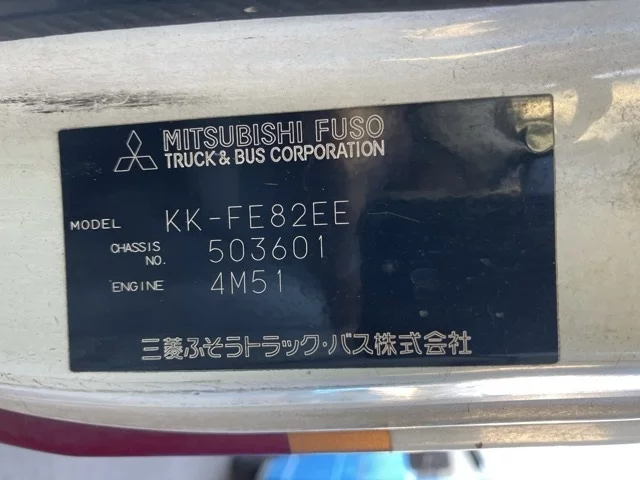 MITSUBISHI FUSO
TRUCK & BUS CORPORATION
MODEL KK-FE82EE
CHASSIS NO. 503601
ENGINE 4M51
三菱ふそうトラック・バス株式会社